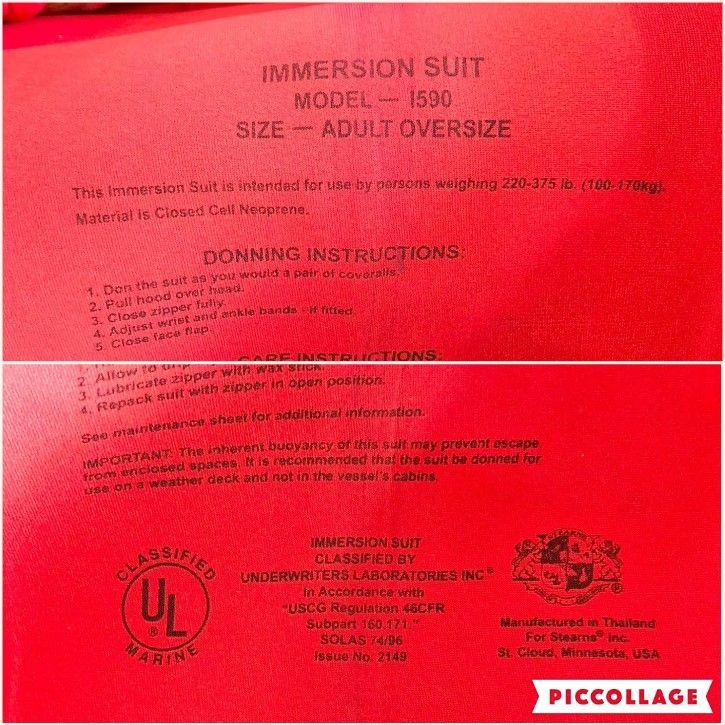 IMMERSION SUIT
MODEL — I590
SIZE — ADULT OVERSIZE
This Immersion Suit is intended for use by persons weighing 220-375 lb. (100-170kg).
Material is Closed Cell Neoprene.
DONNING INSTRUCTIONS:
1. Don the suit as you would a pair of coveralls.
2. Pull hood over head.
3. Close zipper fully.
4. Adjust wrist and ankle bands - if fitted.
5. Close face flap.
CARE INSTRUCTIONS:
2. Allow to
3. Lubricate zipper with wax stick.
4. Repack suit with zipper in open position.
See maintenance sheet for additional information.
IMPORTANT: The inherent buoyancy of this suit may prevent escape
from enclosed spaces. It is recommended that the suit be donned for
use on a weather deck and not in the vessel's cabins.
CLASSIFIED
UL
®
MARINE
IMMERSION SUIT
CLASSIFIED BY
UNDERWRITERS LABORATORIES INC®
in Accordance with
"USCG Regulation 46CFR
Subpart 160.171."
SOLAS 74/96
Issue No. 2149
STEARNS
®
Manufactured in Thailand
For Stearns® Inc.
St. Cloud, Minnesota, USA
PICCOLLAGE